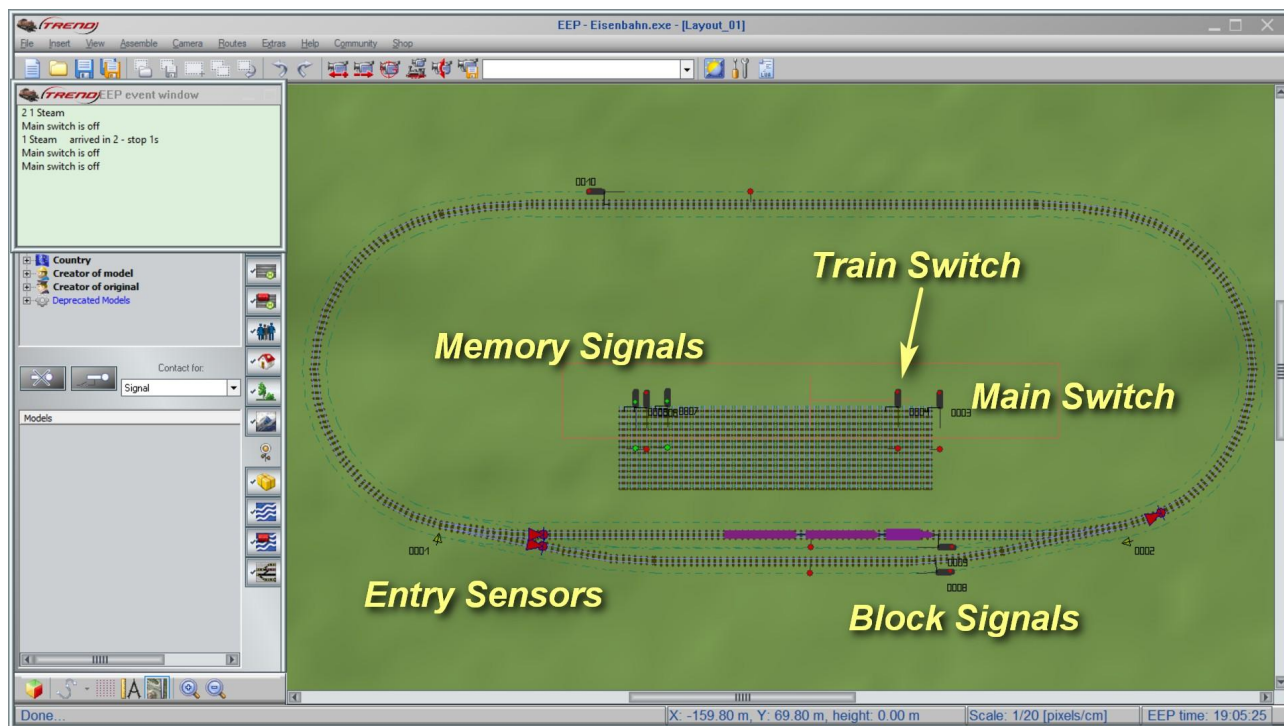 TREND
EEP - Eisenbahn.exe - [Layout_01]
File Insert View Assemble Camera Routes Extras Help Community Shop
TREND EEP event window
2 1 Steam
Main switch is off
1 Steam arrived in 2 - stop 1s
Main switch is off
Main switch is off
Country
Creator of model
Creator of original
Deprecated Models
Contact for:
Signal
Models
0010
Train Switch
Memory Signals
Main Switch
0007
0004
0003
0001
0002
0009
0008
Entry Sensors
Block Signals
Done...
X: -159.80 m, Y: 69.80 m, height: 0.00 m
Scale: 1/20 [pixels/cm]
EEP time: 19:05:25